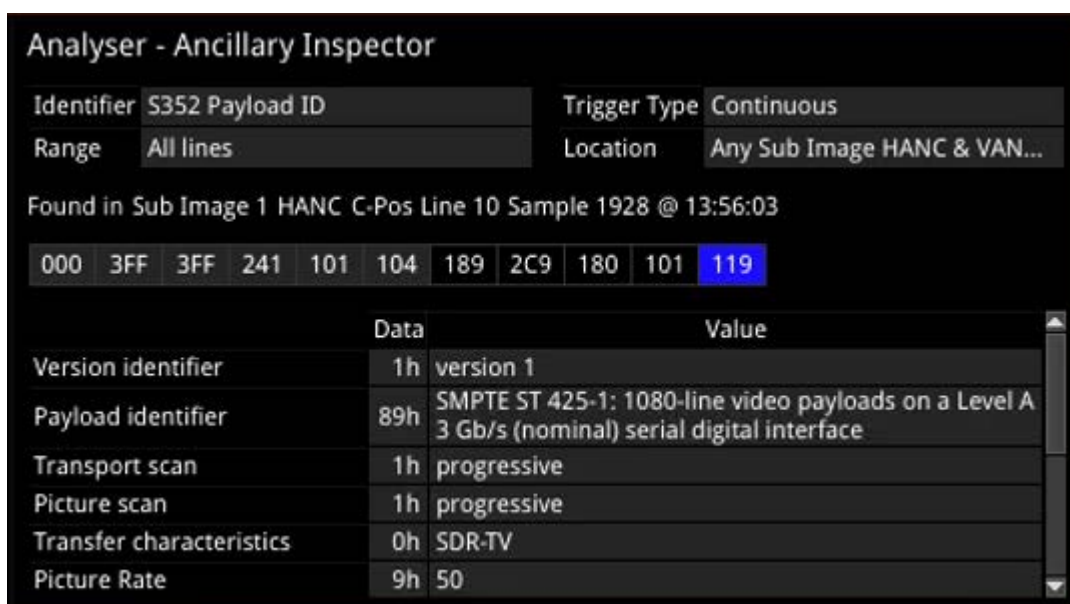 Analyser - Ancillary Inspector
Identifier S352 Payload ID Trigger Type Continuous
Range All lines Location Any Sub Image HANC & VAN...
Found in Sub Image 1 HANC C-Pos Line 10 Sample 1928 @ 13:56:03
000 3FF 3FF 241 101 104 189 2C9 180 101 119
Data Value
Version identifier 1h version 1
Payload identifier 89h SMPTE ST 425-1: 1080-line video payloads on a Level A
3 Gb/s (nominal) serial digital interface
Transport scan 1h progressive
Picture scan 1h progressive
Transfer characteristics 0h SDR-TV
Picture Rate 9h 50